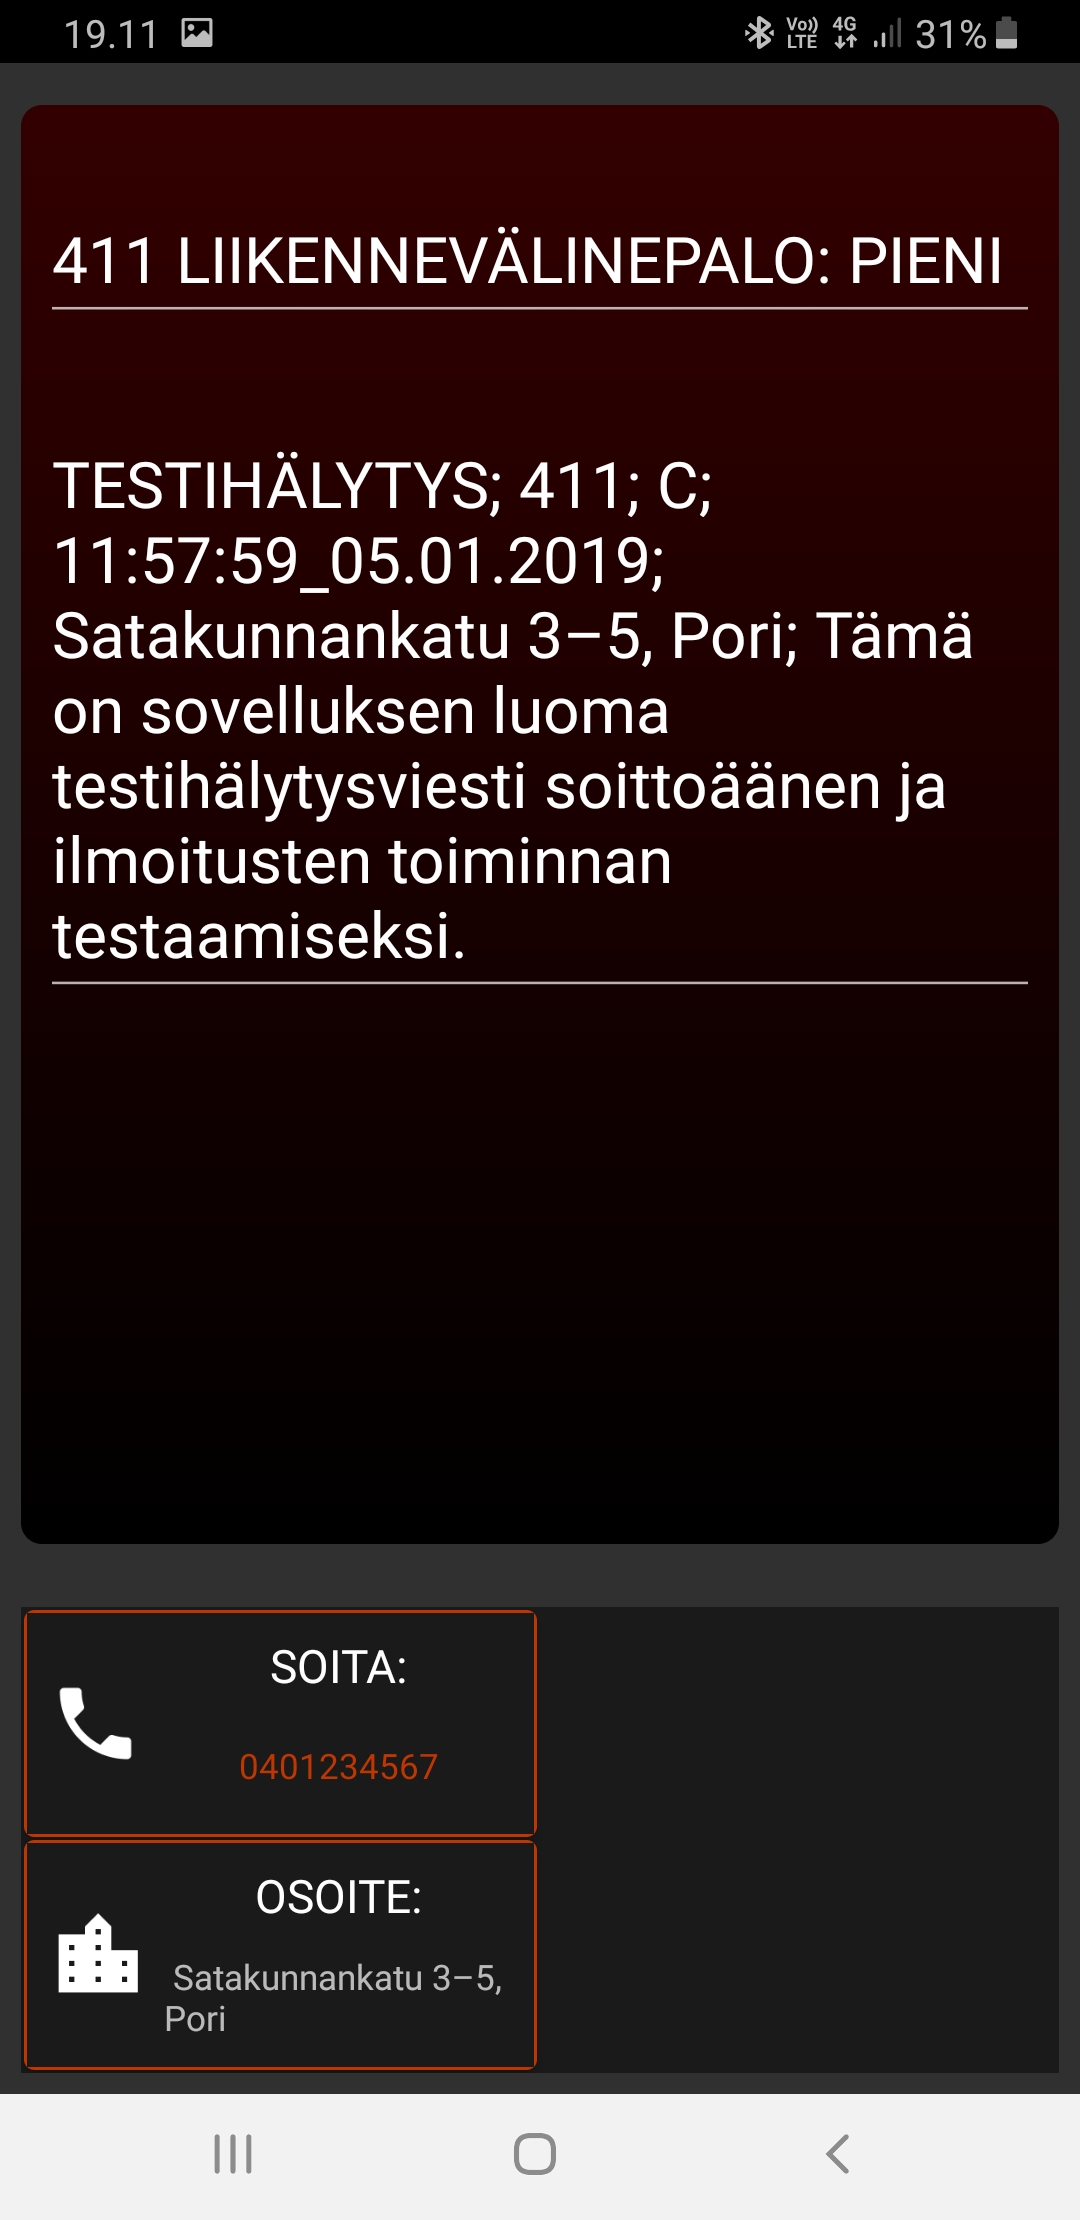 19.11 Vo)) LTE 4G 31%
411 LIIKENNEVÄLINEPALO: PIENI
TESTIHÄLYTYS; 411; C;
11:57:59_05.01.2019;
Satakunnankatu 3–5, Pori; Tämä
on sovelluksen luoma
testihälytysviesti soittoäänen ja
ilmoitusten toiminnan
testaamiseksi.
SOITA:
0401234567
OSOITE:
Satakunnankatu 3–5,
Pori